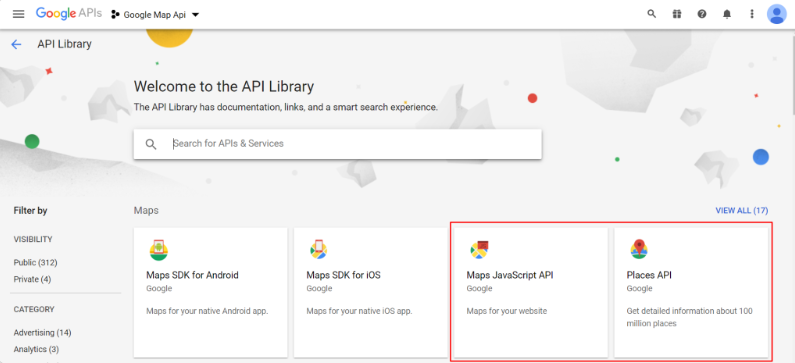 Google APIs Google Map Api
API Library
Welcome to the API Library
The API Library has documentation, links, and a smart search experience.
Search for APIs & Services
Filter by
Maps
VIEW ALL (17)
VISIBILITY
Public (312)
Private (4)
CATEGORY
Advertising (14)
Analytics (3)
Maps SDK for Android
Google
Maps for your native Android app.
Maps SDK for iOS
Google
Maps for your native iOS app.
Maps JavaScript API
Google
Maps for your website
Places API
Google
Get detailed information about 100
million places